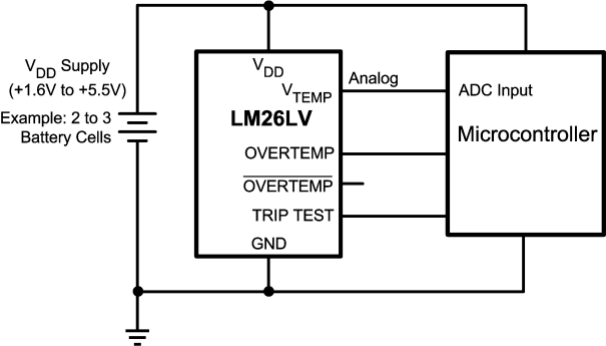 V_DD Supply
(+1.6V to +5.5V)
Example: 2 to 3
Battery Cells
V_DD
V_TEMP
LM26LV
OVERTEMP
O̅V̅E̅R̅T̅E̅M̅P̅
TRIP TEST
GND
Analog
ADC Input
Microcontroller